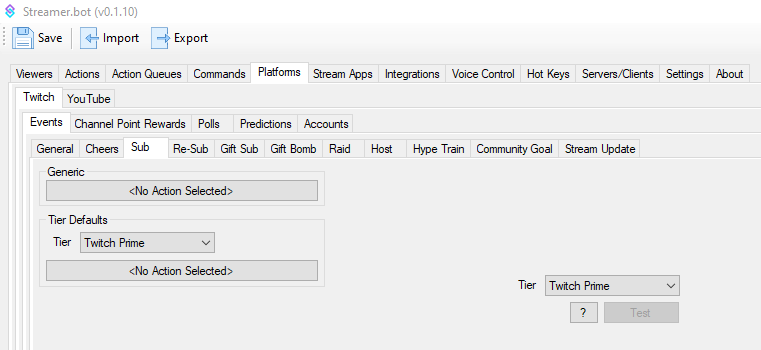 Streamer.bot (v0.1.10)
Save Import Export
Viewers Actions Action Queues Commands Platforms Stream Apps Integrations Voice Control Hot Keys Servers/Clients Settings About
Twitch YouTube
Events Channel Point Rewards Polls Predictions Accounts
General Cheers Sub Re-Sub Gift Sub Gift Bomb Raid Host Hype Train Community Goal Stream Update
Generic
<No Action Selected>
Tier Defaults
Tier Twitch Prime
<No Action Selected>
Tier Twitch Prime
? Test